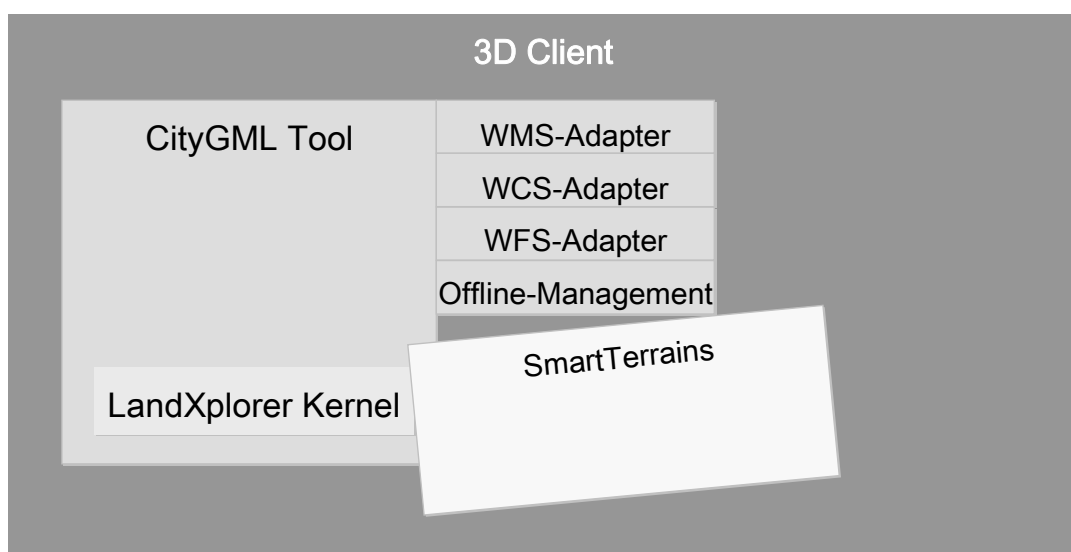 3D Client
CityGML Tool
WMS-Adapter
WCS-Adapter
WFS-Adapter
Offline-Management
SmartTerrains
LandXplorer Kernel